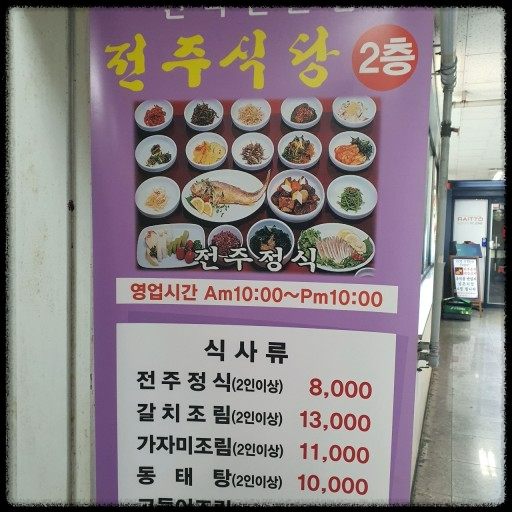 전주식당 2층
전주정식
영업시간 Am10:00~Pm10:00
식사류
전주정식(2인이상) 8,000
갈치조림(2인이상) 13,000
가자미조림(2인이상) 11,000
동태탕(2인이상) 10,000